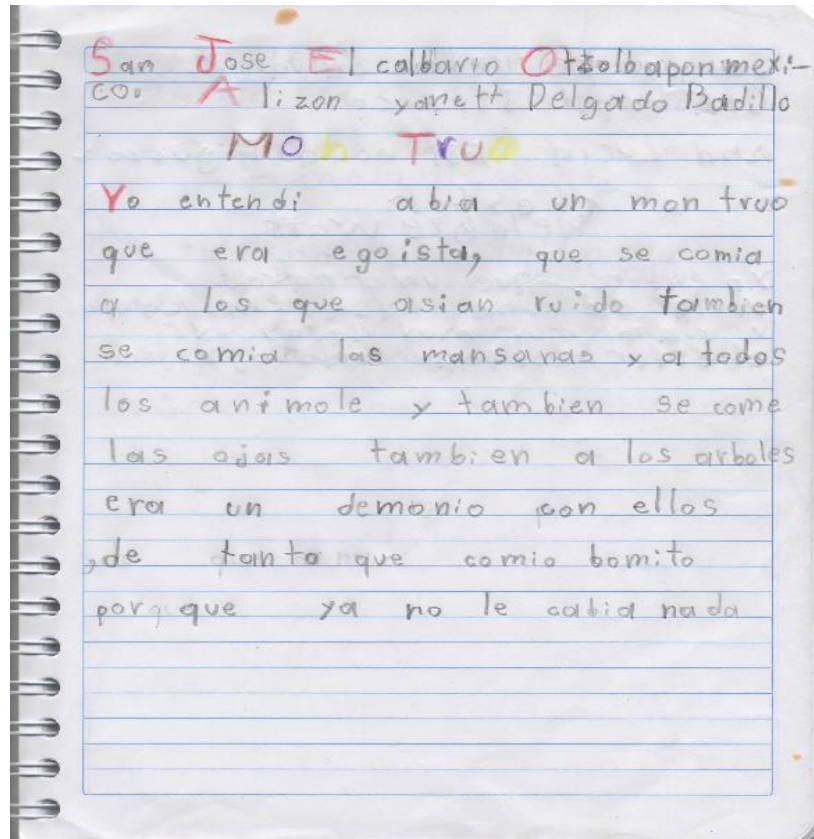 San Jose El calbario Otsolbapon mexi-
co. Alizon yanett Delgado Badillo
Mon Truo
Yo entendi abia un mon truo
que era egoista, que se comia
a los que asian ruido tambien
se comia las mansanas y a todos
los animole y tambien se come
las ojas tambien a los arboles
era un demonio con ellos
,de tanto que comio bomito
por que ya no le cabia nada